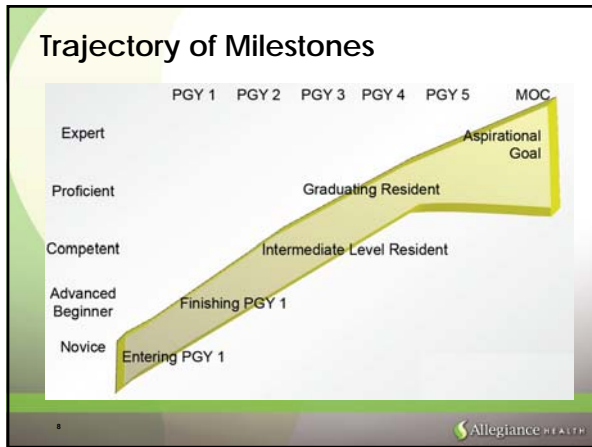 Trajectory of Milestones
PGY 1 PGY 2 PGY 3 PGY 4 PGY 5 MOC
Expert
Aspirational
Goal
Proficient
Graduating Resident
Competent
Intermediate Level Resident
Advanced
Beginner
Finishing PGY 1
Novice
Entering PGY 1
8
Allegiance HEALTH